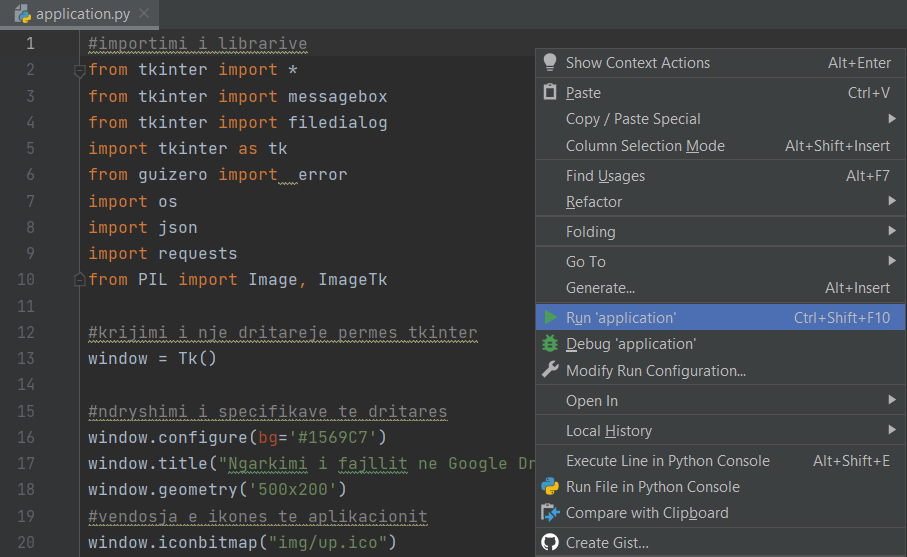 application.py
1 #importimi i librarive
2 from tkinter import *
3 from tkinter import messagebox
4 from tkinter import filedialog
5 import tkinter as tk
6 from guizero import  error
7 import os
8 import json
9 import requests
10 from PIL import Image, ImageTk
11
12 #krijimi i nje dritareje permes tkinter
13 window = Tk()
14
15 #ndryshimi i specifikave te dritares
16 window.configure(bg='#1569C7')
17 window.title("Ngarkimi i fajllit ne Google Dr
18 window.geometry('500x200')
19 #vendosja e ikones te aplikacionit
20 window.iconbitmap("img/up.ico")
Show Context Actions Alt+Enter
Paste Ctrl+V
Copy / Paste Special
Column Selection Mode Alt+Shift+Insert
Find Usages Alt+F7
Refactor
Folding
Go To
Generate... Alt+Insert
Run 'application' Ctrl+Shift+F10
Debug 'application'
Modify Run Configuration...
Open In
Local History
Execute Line in Python Console Alt+Shift+E
Run File in Python Console
Compare with Clipboard
Create Gist...